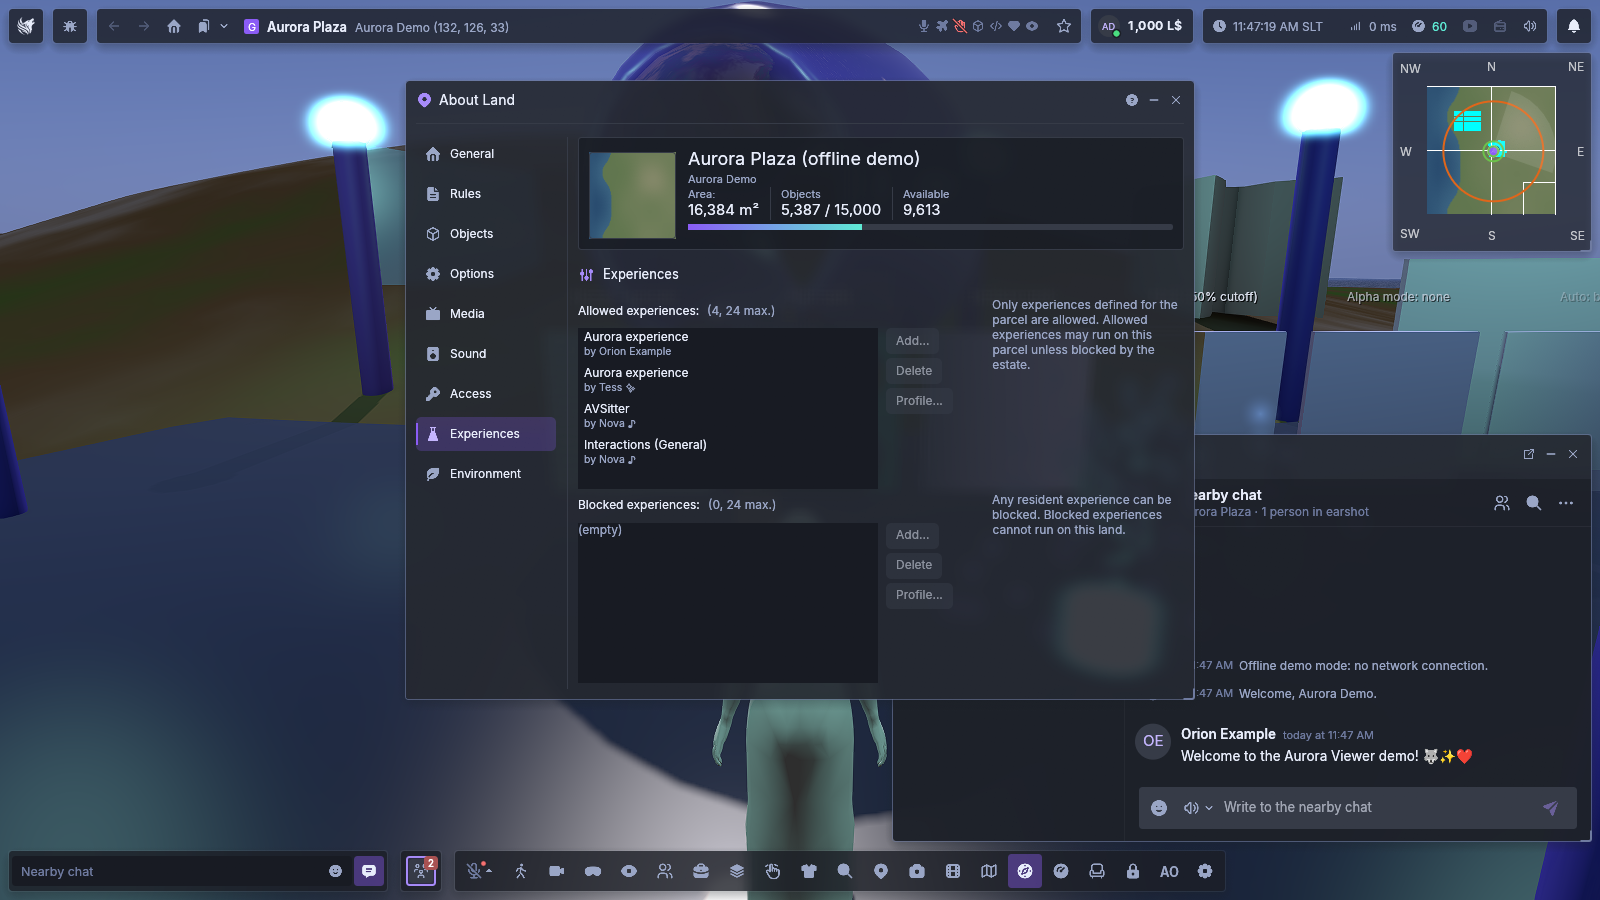 G Aurora Plaza Aurora Demo (132, 126, 33)
AD 1,000 L$
11:47:19 AM SLT 0 ms 60
NW N NE
W E
SW S SE
About Land
General
Rules
Objects
Options
Media
Sound
Access
Experiences
Environment
Aurora Plaza (offline demo)
Aurora Demo
Area: Objects Available
16,384 m² 5,387 / 15,000 9,613
Experiences
Allowed experiences: (4, 24 max.)
Aurora experience
by Orion Example
Aurora experience
by Tess
AVSitter
by Nova ♪
Interactions (General)
by Nova ♪
Add...
Delete
Profile...
Only experiences defined for the
parcel are allowed. Allowed
experiences may run on this
parcel unless blocked by the
estate.
Blocked experiences: (0, 24 max.)
(empty)
Add...
Delete
Profile...
Any resident experience can be
blocked. Blocked experiences
cannot run on this land.
50% cutoff) Alpha mode: none Auto: b
earby chat
rora Plaza · 1 person in earshot
:47 AM Offline demo mode: no network connection.
:47 AM Welcome, Aurora Demo.
OE Orion Example today at 11:47 AM
Welcome to the Aurora Viewer demo! 🐺✨❤️
Write to the nearby chat
Nearby chat
2
AO